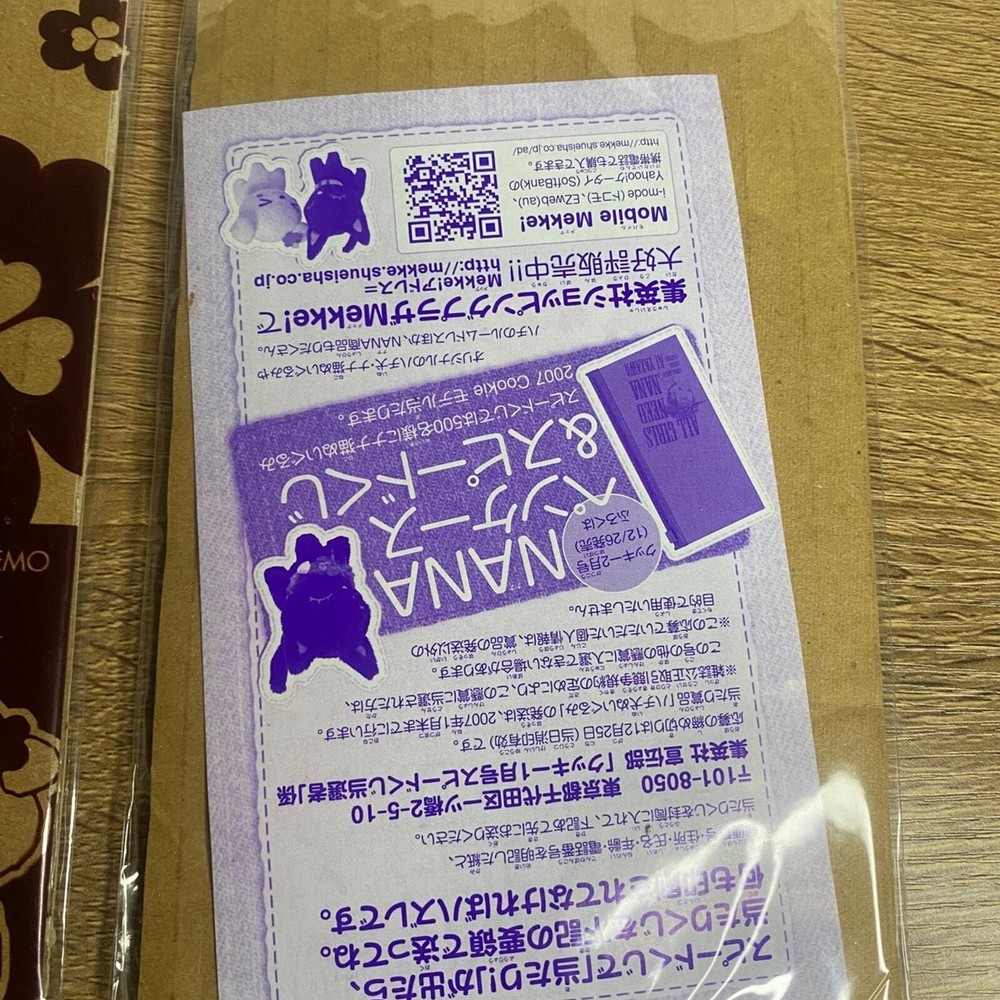 スピードくじで「当たり!」が出たら、
当たりくじを下記の要領で送ってね。
何も印刷されてなければハズレです。
番号・住所・氏名・年齢・電話番号を明記した紙と、
当たりくじを封筒に入れて、下記あて先にお送りください。
〒101-8050 東京都千代田区一ツ橋2-5-10
集英社 宣伝部「クッキー1月号スピードくじ当選者」係
応募の締め切りは12月25日(当日消印有効)です。
当たり賞品「ハチ犬ぬいぐるみ」の発送は、2007年1月末までに行います。
※雑誌公正取引競争規約の定めにより、この懸賞に当選された方は、
この号の他の懸賞に入選できない場合があります。
※ご応募でいただいた個人情報は、賞品の発送以外の
目的で使用いたしません。
クッキー2月号
(12/26発売)
ふろくは
NANA
ペンケース
&スピードくじ
スピードくじでは500名様にナナ猫ぬいぐるみ
2007 Cookie モデル当たります。
ALL GIRLS
NEED
NANA
AI YAZAWA
オリジナルのハチ犬・ナナ猫ぬいぐるみや
ハチのルームドレスほか、NANA商品もりだくさん。
集英社ショッピングプラザMekke!で
大好評販売中!!
Mekke!アドレス=
http://mekke.shueisha.co.jp
Mobile Mekke!
i-mode (ドコモ)、EZweb(au)、
Yahoo!ケータイ (SoftBank)の
携帯電話でも購入できます。
http://mekke.shueisha.co.jp/ad/
EMO